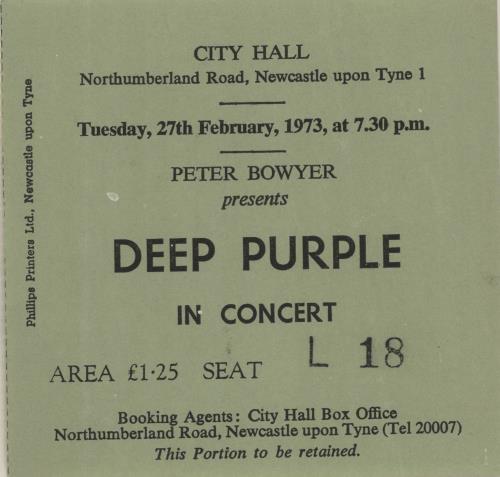 CITY HALL
Northumberland Road, Newcastle upon Tyne 1
Tuesday, 27th February, 1973, at 7.30 p.m.
PETER BOWYER
presents
DEEP PURPLE
IN CONCERT
AREA £1·25 SEAT L 18
Booking Agents: City Hall Box Office
Northumberland Road, Newcastle upon Tyne (Tel 20007)
This Portion to be retained.
Phillips Printers Ltd., Newcastle upon Tyne